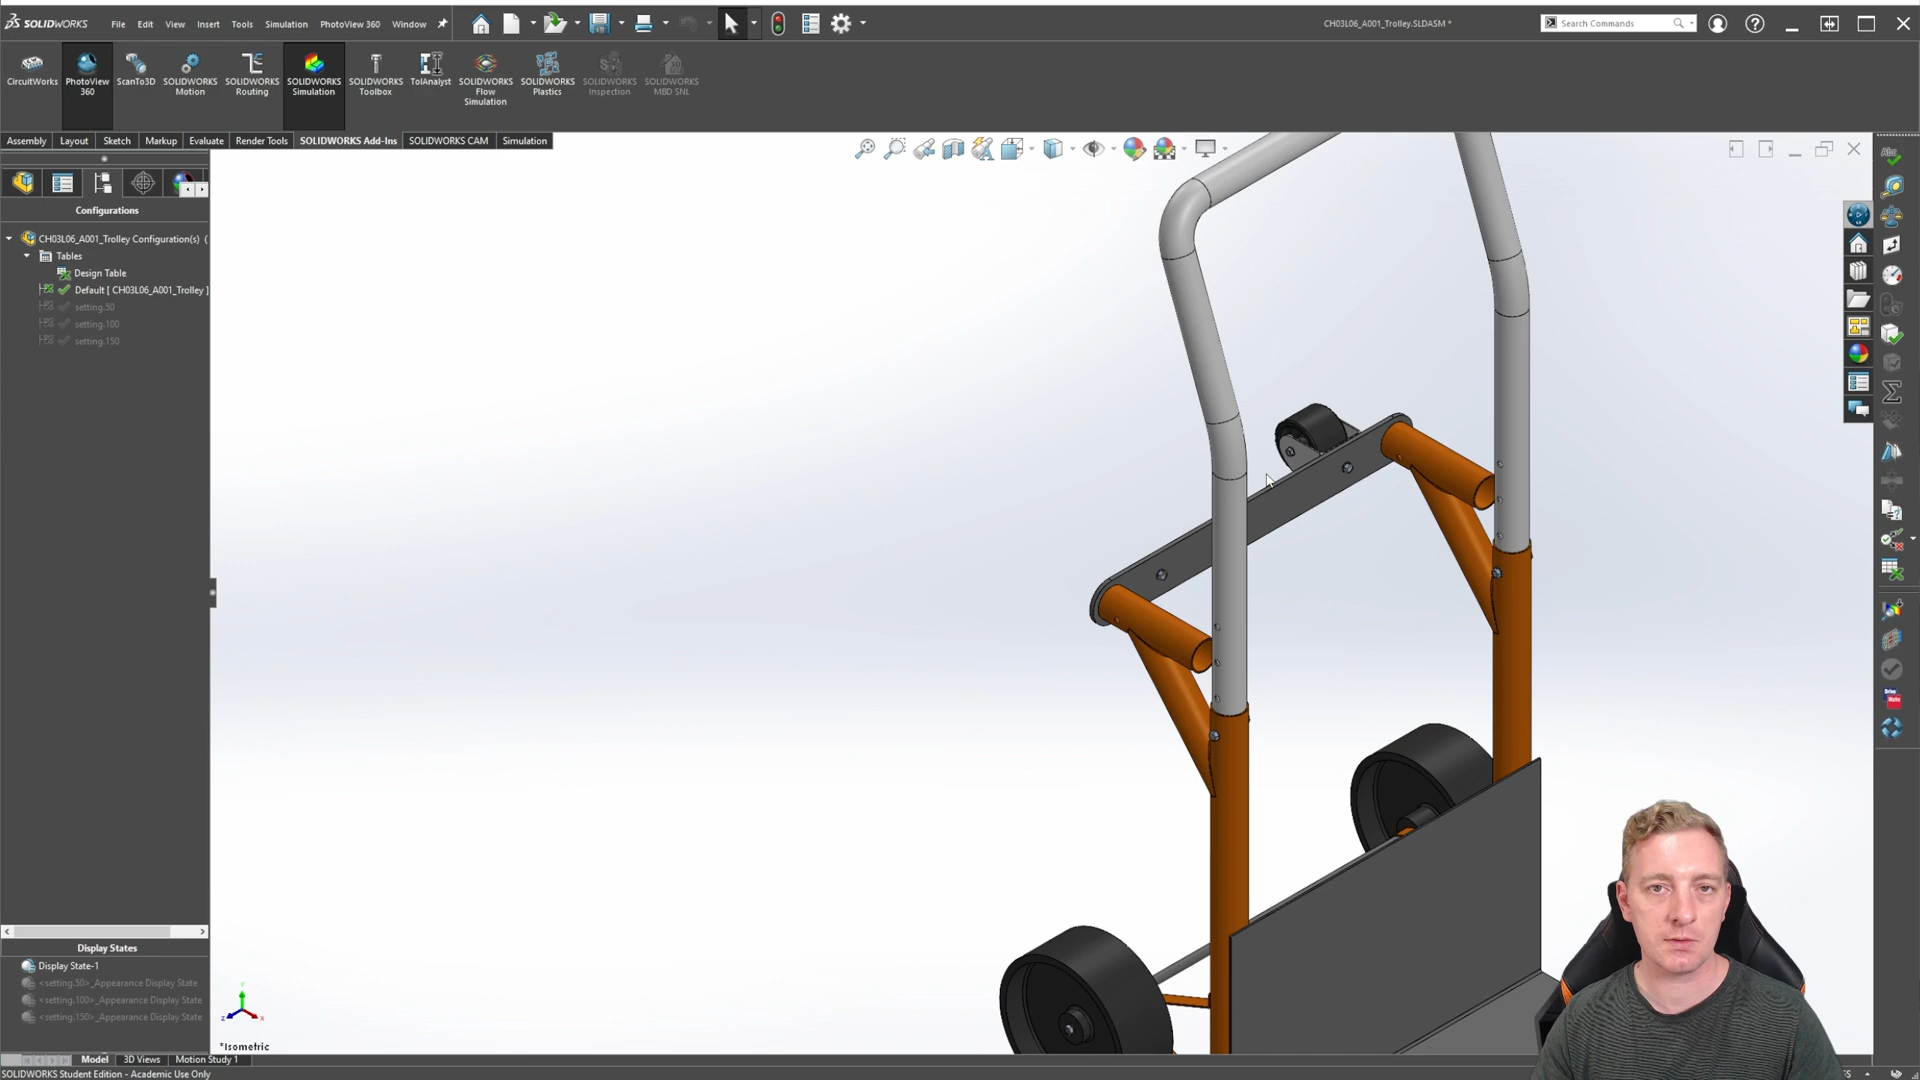 SOLIDWORKS File Edit View Insert Tools Simulation PhotoView 360 Window
CH03L06_A001_Trolley.SLDASM *
Search Commands
CircuitWorks
PhotoView 360
ScanTo3D
SOLIDWORKS Motion
SOLIDWORKS Routing
SOLIDWORKS Simulation
SOLIDWORKS Toolbox
TolAnalyst
SOLIDWORKS Flow Simulation
SOLIDWORKS Plastics
SOLIDWORKS Inspection
SOLIDWORKS MBD SNL
Assembly Layout Sketch Markup Evaluate Render Tools SOLIDWORKS Add-Ins SOLIDWORKS CAM Simulation
Configurations
CH03L06_A001_Trolley Configuration(s) (
Tables
Design Table
Default [ CH03L06_A001_Trolley ]
setting.50
setting.100
setting.150
Display States
Display State-1
<setting.50>_Appearance Display State
<setting.100>_Appearance Display State
<setting.150>_Appearance Display State
*Isometric
Model 3D Views Motion Study 1
SOLIDWORKS Student Edition - Academic Use Only